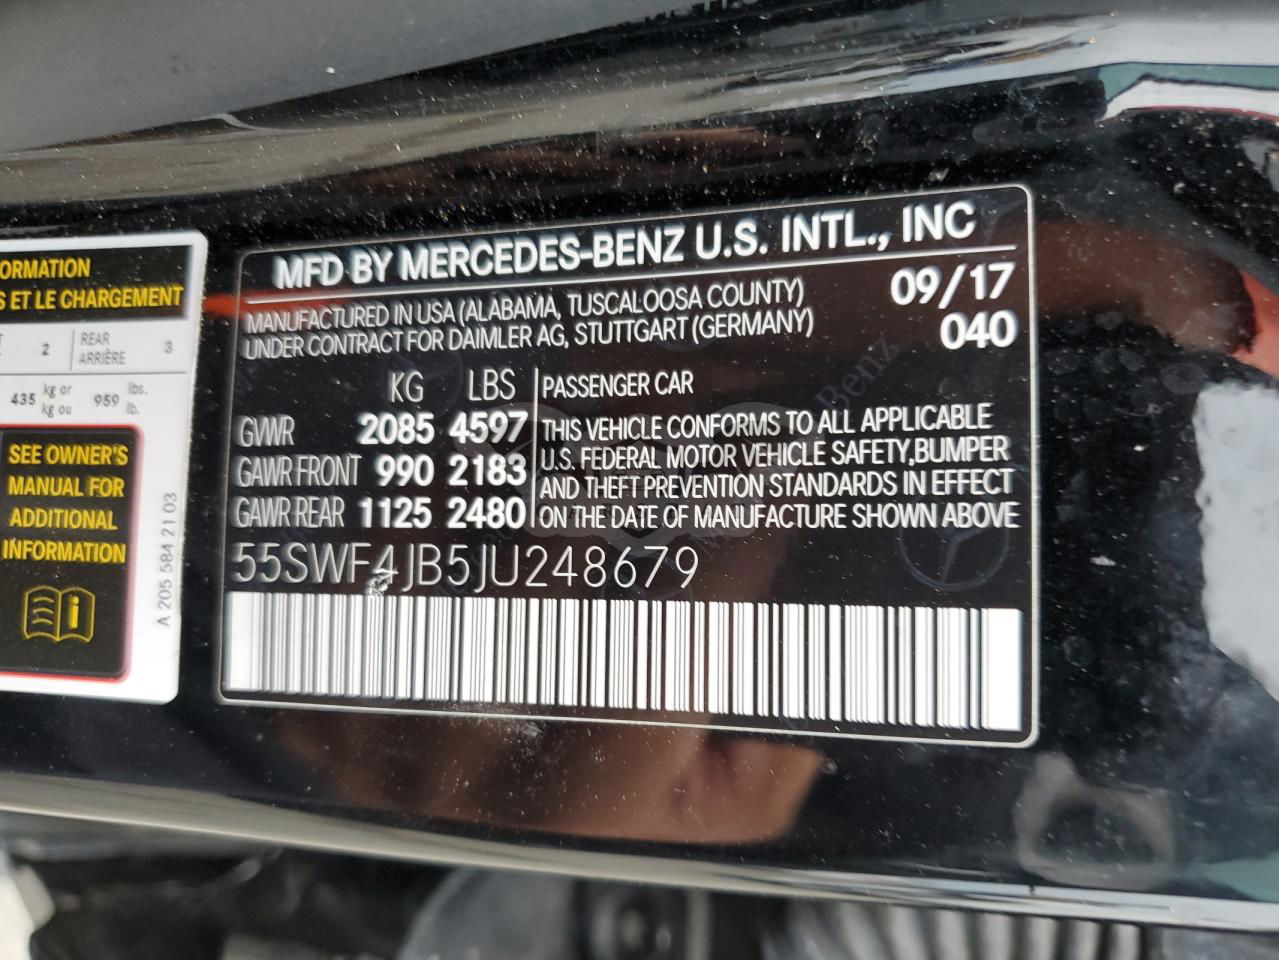 ORMATION
S ET LE CHARGEMENT
2 REAR ARRIÈRE 3
435 kg or kg ou 959 lbs. lb.
SEE OWNER'S
MANUAL FOR
ADDITIONAL
INFORMATION
A 205 584 21 03
MFD BY MERCEDES-BENZ U.S. INTL., INC
MANUFACTURED IN USA (ALABAMA, TUSCALOOSA COUNTY) 09/17
UNDER CONTRACT FOR DAIMLER AG, STUTTGART (GERMANY) 040
KG LBS
GVWR 2085 4597
GAWR FRONT 990 2183
GAWR REAR 1125 2480
PASSENGER CAR
THIS VEHICLE CONFORMS TO ALL APPLICABLE
U.S. FEDERAL MOTOR VEHICLE SAFETY,BUMPER
AND THEFT PREVENTION STANDARDS IN EFFECT
ON THE DATE OF MANUFACTURE SHOWN ABOVE
55SWF4JB5JU248679